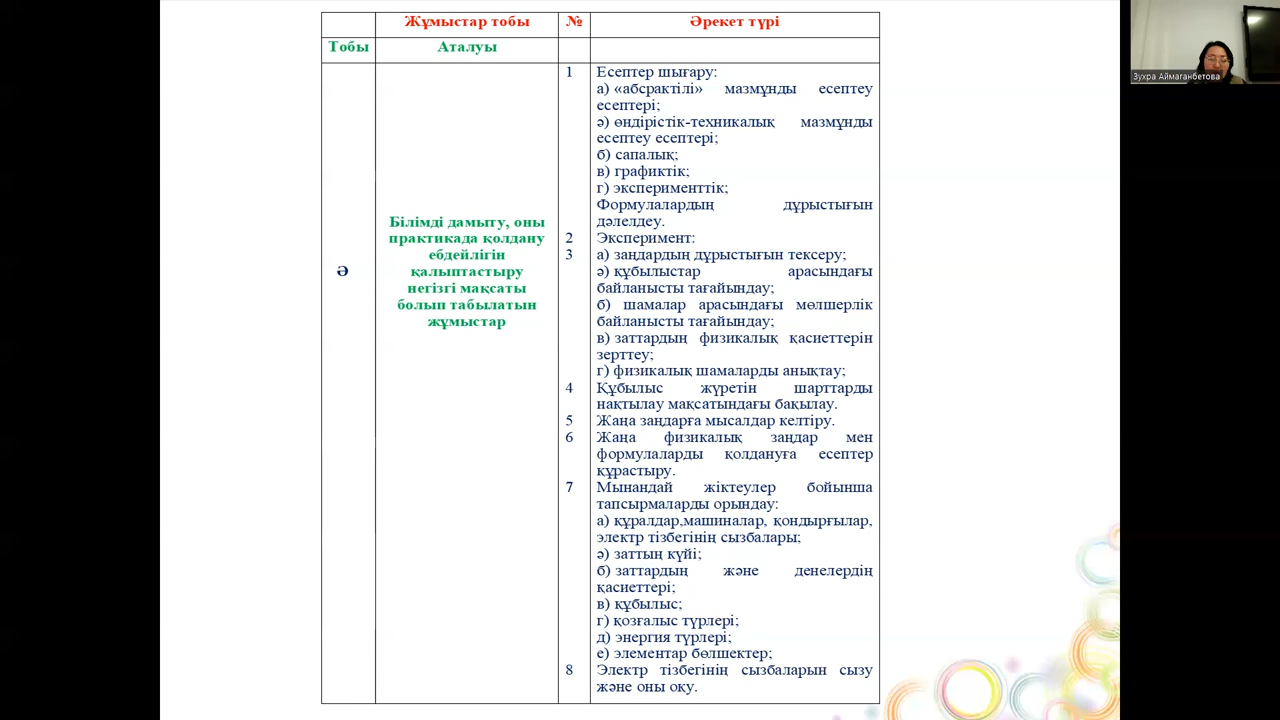 Жұмыстар тобы № Әрекет түрі
Тобы Аталуы
Ә
Білімді дамыту, оны
практикада қолдану
ебдейлігін
қалыптастыру
негізгі мақсаты
болып табылатын
жұмыстар
1 Есептер шығару:
а) «абсрактілі» мазмұнды есептеу
есептері;
ә) өндірістік-техникалық мазмұнды
есептеу есептері;
б) сапалық;
в) графиктік;
г) эксперименттік;
Формулалардың дұрыстығын
дәлелдеу.
2 Эксперимент:
3 а) заңдардың дұрыстығын тексеру;
ә) құбылыстар арасындағы
байланысты тағайындау;
б) шамалар арасындағы мөлшерлік
байланысты тағайындау;
в) заттардың физикалық қасиеттерін
зерттеу;
г) физикалық шамаларды анықтау;
4 Құбылыс жүретін шарттарды
нақтылау мақсатындағы бақылау.
5 Жаңа заңдарға мысалдар келтіру.
6 Жаңа физикалық заңдар мен
формулаларды қолдануға есептер
құрастыру.
7 Мынандай жіктеулер бойынша
тапсырмаларды орындау:
а) құралдар,машиналар, қондырғылар,
электр тізбегінің сызбалары;
ә) заттың күйі;
б) заттардың және денелердің
қасиеттері;
в) құбылыс;
г) қозғалыс түрлері;
д) энергия түрлері;
е) элементар бөлшектер;
8 Электр тізбегінің сызбаларын сызу
және оны оқу.
Зухра Аймаганбетова